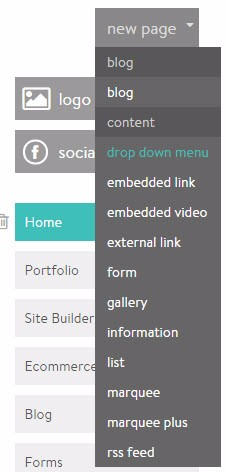 new page
blog
blog
content
drop down menu
embedded link
embedded video
external link
form
gallery
information
list
marquee
marquee plus
rss feed
logo
socia
Home
Portfolio
Site Builder
Ecommerce
Blog
Forms